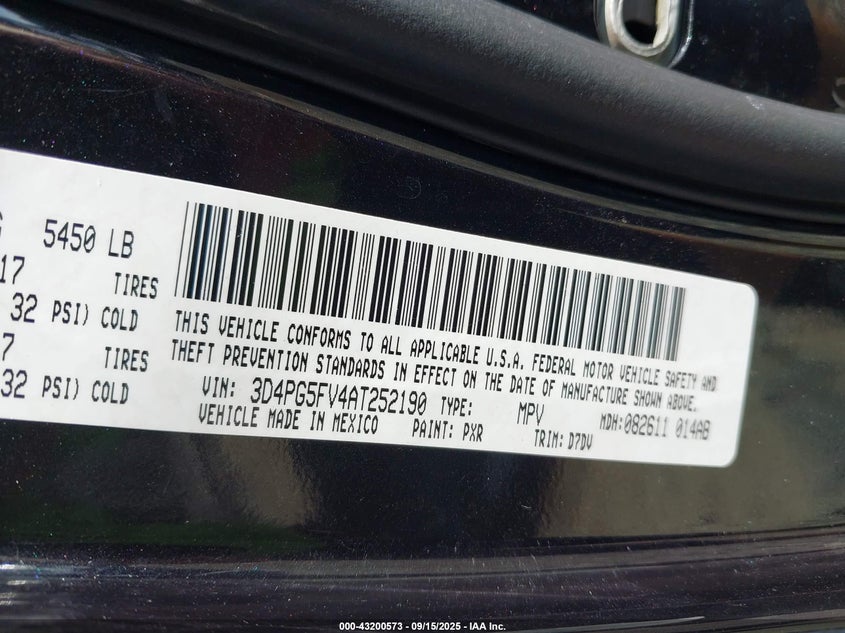 G 5450 LB
17 TIRES
32 PSI) COLD
7 TIRES
32 PSI) COLD
THIS VEHICLE CONFORMS TO ALL APPLICABLE U.S.A. FEDERAL MOTOR VEHICLE SAFETY AND
THEFT PREVENTION STANDARDS IN EFFECT ON THE DATE OF MANUFACTURE SHOWN ABOVE.
VIN: 3D4PG5FV4AT252190 TYPE: MPV MDH:082611 014AB
VEHICLE MADE IN MEXICO PAINT: PXR TRIM: D7DV
000-43200573 - 09/15/2025 - IAA Inc.